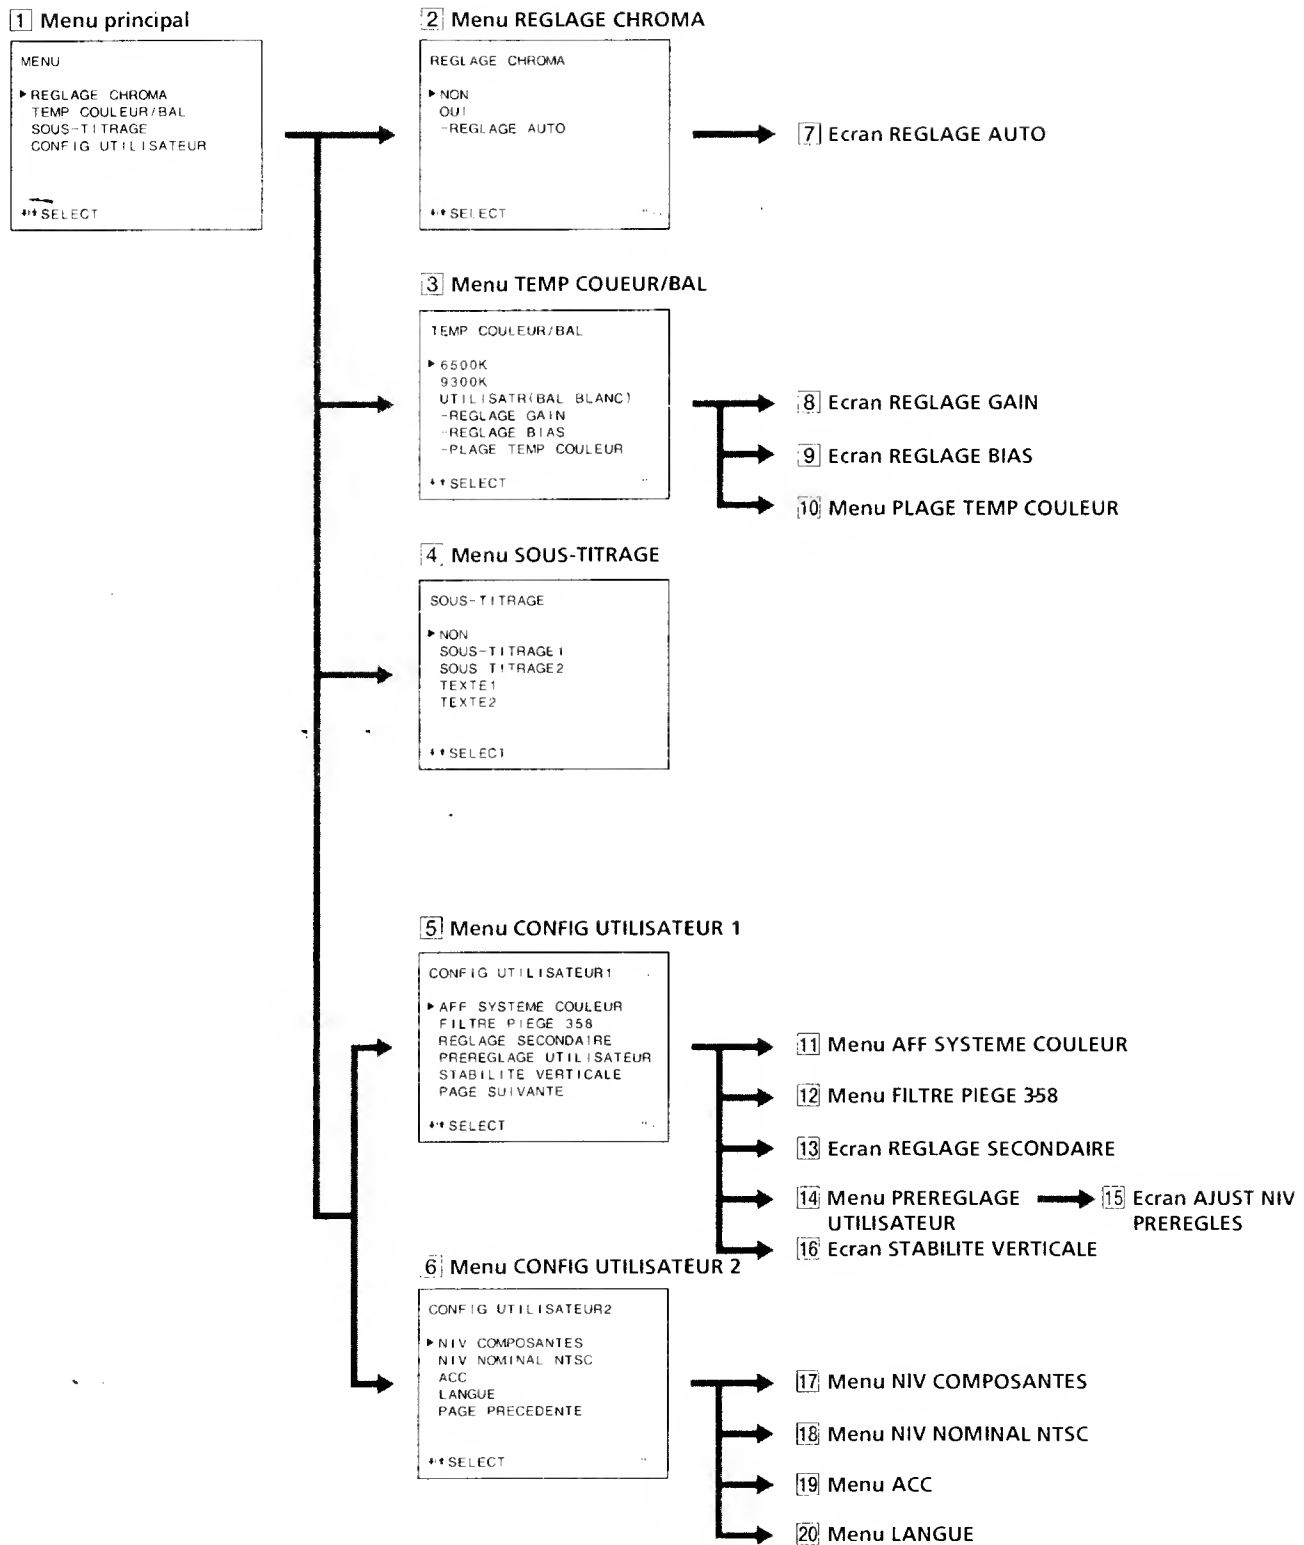 1 Menu principal
MENU
▶REGLAGE CHROMA
TEMP COULEUR/BAL
SOUS-TITRAGE
CONFIG UTILISATEUR
SELECT
2 Menu REGLAGE CHROMA
REGLAGE CHROMA
▶NON
OUI
-REGLAGE AUTO
SELECT
7 Ecran REGLAGE AUTO
3 Menu TEMP COUEUR/BAL
TEMP COULEUR/BAL
▶6500K
9300K
UTILISATR(BAL BLANC)
-REGLAGE GAIN
-REGLAGE BIAS
-PLAGE TEMP COULEUR
SELECT
8 Ecran REGLAGE GAIN
9 Ecran REGLAGE BIAS
10 Menu PLAGE TEMP COULEUR
4 Menu SOUS-TITRAGE
SOUS-TITRAGE
▶NON
SOUS-TITRAGE1
SOUS TITRAGE2
TEXTE1
TEXTE2
SELECT
5 Menu CONFIG UTILISATEUR 1
CONFIG UTILISATEUR1
▶AFF SYSTEME COULEUR
FILTRE PIEGE 358
REGLAGE SECONDAIRE
PREREGLAGE UTILISATEUR
STABILITE VERTICALE
PAGE SUIVANTE
SELECT
11 Menu AFF SYSTEME COULEUR
12 Menu FILTRE PIEGE 358
13 Ecran REGLAGE SECONDAIRE
14 Menu PREREGLAGE
UTILISATEUR
15 Ecran AJUST NIV
PREREGLES
16 Ecran STABILITE VERTICALE
6 Menu CONFIG UTILISATEUR 2
CONFIG UTILISATEUR2
▶NIV COMPOSANTES
NIV NOMINAL NTSC
ACC
LANGUE
PAGE PRECEDENTE
SELECT
17 Menu NIV COMPOSANTES
18 Menu NIV NOMINAL NTSC
19 Menu ACC
20 Menu LANGUE